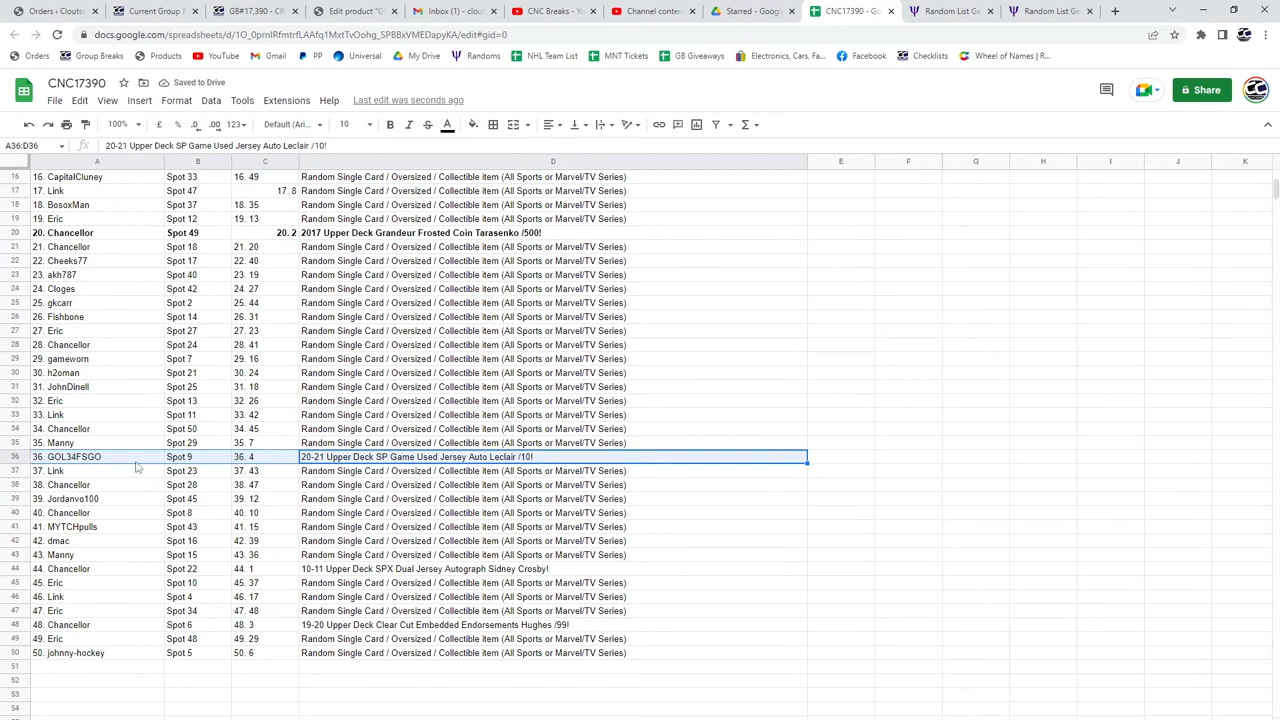 Orders ‹ Clouts
Current Group B
GB#17,390 – C
Edit product "G
Inbox (1) – clout
CNC Breaks - Yo
Channel conten
Starred - Google
CNC17390 - Go
Random List Ge
Random List Ge
docs.google.com/spreadsheets/d/1O_0prnIRfmtrfLAAfq1MxtTvOohg_SPBBxVMEDapyKA/edit#gid=0
Orders Group Breaks Products YouTube Gmail PP Universal My Drive Randoms NHL Team List MNT Tickets GB Giveaways Electronics, Cars, Fa... Facebook Checklists Wheel of Names | R...
CNC17390 Saved to Drive
File Edit View Insert Format Data Tools Extensions Help Last edit was seconds ago
Share
100% £ % .0 .00 123 Default (Ari... 10 B I S A
A36:D36 fx 20-21 Upper Deck SP Game Used Jersey Auto Leclair /10!
A B C D E F G H I J K
16 16. CapitalCluney Spot 33 16. 49 Random Single Card / Oversized / Collectible item (All Sports or Marvel/TV Series)
17 17. Link Spot 47 17. 8 Random Single Card / Oversized / Collectible item (All Sports or Marvel/TV Series)
18 18. BosoxMan Spot 37 18. 35 Random Single Card / Oversized / Collectible item (All Sports or Marvel/TV Series)
19 19. Eric Spot 12 19. 13 Random Single Card / Oversized / Collectible item (All Sports or Marvel/TV Series)
20 20. Chancellor Spot 49 20. 2 2017 Upper Deck Grandeur Frosted Coin Tarasenko /500!
21 21. Chancellor Spot 18 21. 20 Random Single Card / Oversized / Collectible item (All Sports or Marvel/TV Series)
22 22. Cheeks77 Spot 17 22. 40 Random Single Card / Oversized / Collectible item (All Sports or Marvel/TV Series)
23 23. akh787 Spot 40 23. 19 Random Single Card / Oversized / Collectible item (All Sports or Marvel/TV Series)
24 24. Cloges Spot 42 24. 27 Random Single Card / Oversized / Collectible item (All Sports or Marvel/TV Series)
25 25. gkcarr Spot 2 25. 44 Random Single Card / Oversized / Collectible item (All Sports or Marvel/TV Series)
26 26. Fishbone Spot 14 26. 31 Random Single Card / Oversized / Collectible item (All Sports or Marvel/TV Series)
27 27. Eric Spot 27 27. 23 Random Single Card / Oversized / Collectible item (All Sports or Marvel/TV Series)
28 28. Chancellor Spot 24 28. 41 Random Single Card / Oversized / Collectible item (All Sports or Marvel/TV Series)
29 29. gameworn Spot 7 29. 16 Random Single Card / Oversized / Collectible item (All Sports or Marvel/TV Series)
30 30. h2oman Spot 21 30. 24 Random Single Card / Oversized / Collectible item (All Sports or Marvel/TV Series)
31 31. JohnDinell Spot 25 31. 18 Random Single Card / Oversized / Collectible item (All Sports or Marvel/TV Series)
32 32. Eric Spot 13 32. 26 Random Single Card / Oversized / Collectible item (All Sports or Marvel/TV Series)
33 33. Link Spot 11 33. 42 Random Single Card / Oversized / Collectible item (All Sports or Marvel/TV Series)
34 34. Chancellor Spot 50 34. 45 Random Single Card / Oversized / Collectible item (All Sports or Marvel/TV Series)
35 35. Manny Spot 29 35. 7 Random Single Card / Oversized / Collectible item (All Sports or Marvel/TV Series)
36 36. GOL34FSGO Spot 9 36. 4 20-21 Upper Deck SP Game Used Jersey Auto Leclair /10!
37 37. Link Spot 23 37. 43 Random Single Card / Oversized / Collectible item (All Sports or Marvel/TV Series)
38 38. Chancellor Spot 28 38. 47 Random Single Card / Oversized / Collectible item (All Sports or Marvel/TV Series)
39 39. Jordanvo100 Spot 45 39. 12 Random Single Card / Oversized / Collectible item (All Sports or Marvel/TV Series)
40 40. Chancellor Spot 8 40. 10 Random Single Card / Oversized / Collectible item (All Sports or Marvel/TV Series)
41 41. MYTCHpulls Spot 43 41. 15 Random Single Card / Oversized / Collectible item (All Sports or Marvel/TV Series)
42 42. dmac Spot 16 42. 39 Random Single Card / Oversized / Collectible item (All Sports or Marvel/TV Series)
43 43. Manny Spot 15 43. 36 Random Single Card / Oversized / Collectible item (All Sports or Marvel/TV Series)
44 44. Chancellor Spot 22 44. 1 10-11 Upper Deck SPX Dual Jersey Autograph Sidney Crosby!
45 45. Eric Spot 10 45. 37 Random Single Card / Oversized / Collectible item (All Sports or Marvel/TV Series)
46 46. Link Spot 4 46. 17 Random Single Card / Oversized / Collectible item (All Sports or Marvel/TV Series)
47 47. Eric Spot 34 47. 48 Random Single Card / Oversized / Collectible item (All Sports or Marvel/TV Series)
48 48. Chancellor Spot 6 48. 3 19-20 Upper Deck Clear Cut Embedded Endorsements Hughes /99!
49 49. Eric Spot 48 49. 29 Random Single Card / Oversized / Collectible item (All Sports or Marvel/TV Series)
50 50. johnny-hockey Spot 5 50. 6 Random Single Card / Oversized / Collectible item (All Sports or Marvel/TV Series)
51
52
53
54